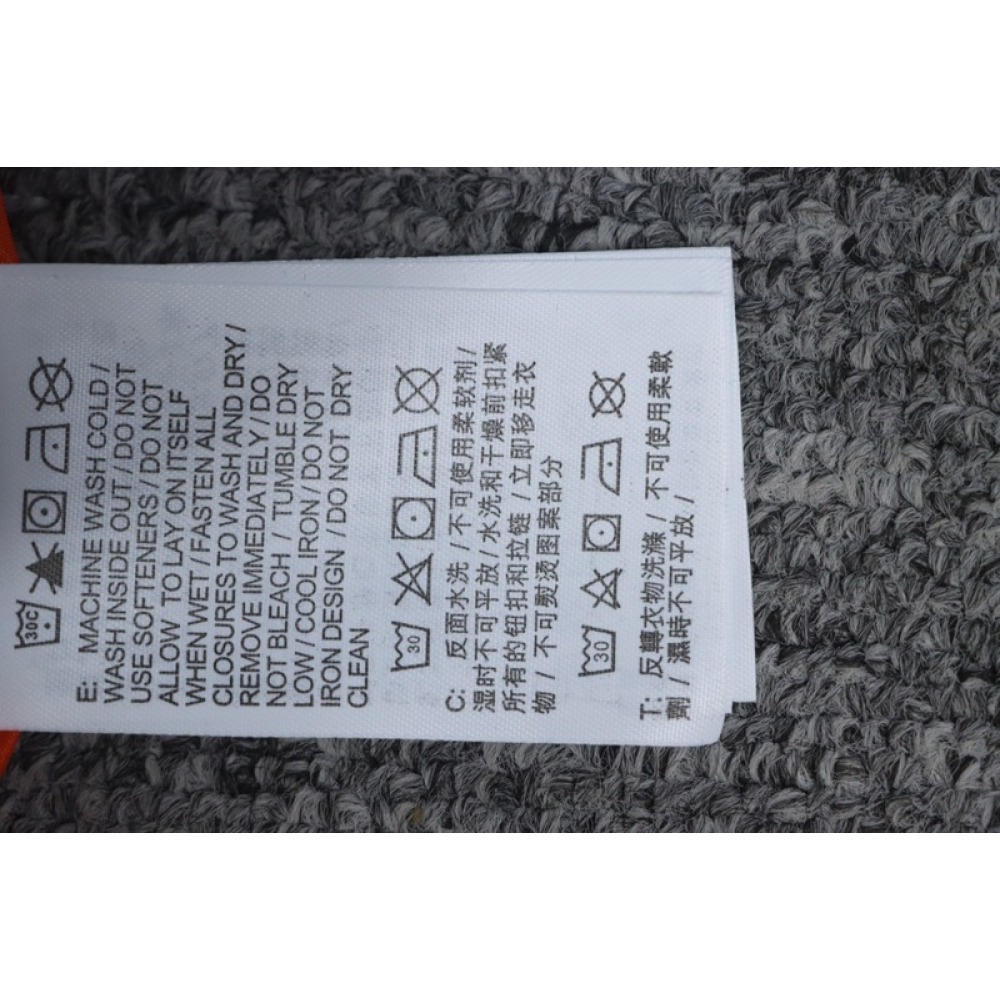 30C
E: MACHINE WASH COLD /
WASH INSIDE OUT / DO NOT
USE SOFTENERS / DO NOT
ALLOW TO LAY ON ITSELF
WHEN WET / FASTEN ALL
CLOSURES TO WASH AND DRY /
REMOVE IMMEDIATELY / DO
NOT BLEACH / TUMBLE DRY
LOW / COOL IRON / DO NOT
IRON DESIGN / DO NOT DRY
CLEAN
30
C: 反面水洗 / 不可使用柔软剂 /
湿时不可平放 / 水洗和干燥前扣紧
所有的钮扣和拉链 / 立即移走衣
物 / 不可熨烫图案部分
30
T: 反轉衣物洗滌 / 不可使用柔軟
劑 / 濕時不可平放 /